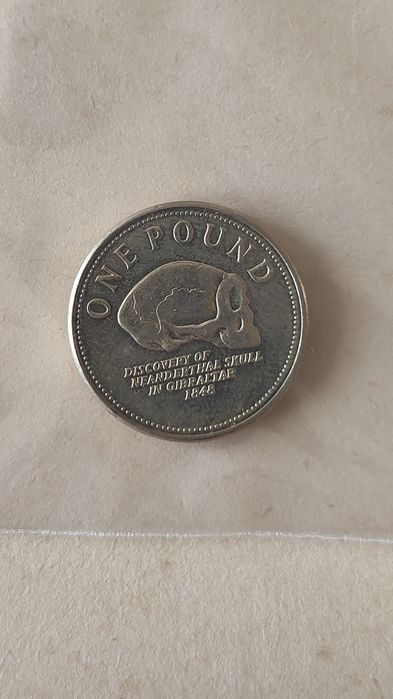 ONE POUND
DISCOVERY OF
NEANDERTHAL SKULL
IN GIBRALTAR
1848